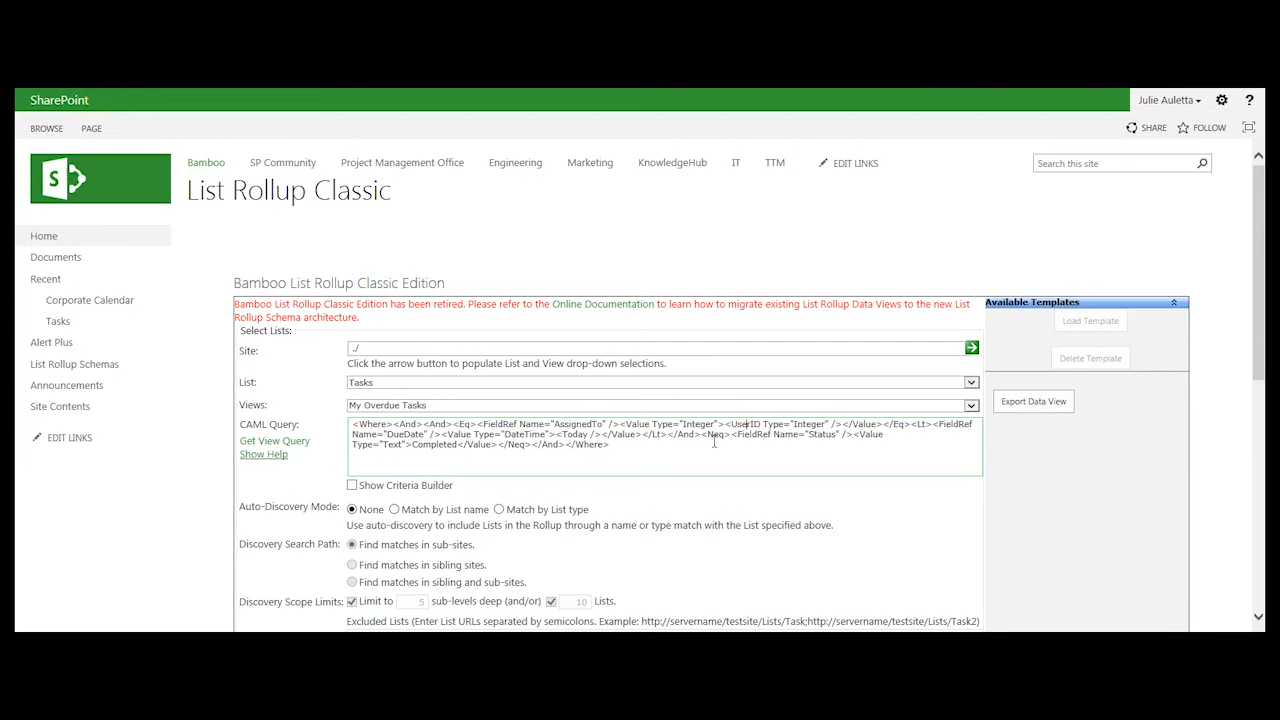 SharePoint
Julie Auletta
?
BROWSE PAGE
SHARE FOLLOW
S
Bamboo SP Community Project Management Office Engineering Marketing KnowledgeHub IT TTM EDIT LINKS
Search this site
List Rollup Classic
Home
Documents
Recent
Corporate Calendar
Tasks
Alert Plus
List Rollup Schemas
Announcements
Site Contents
EDIT LINKS
Bamboo List Rollup Classic Edition
Bamboo List Rollup Classic Edition has been retired. Please refer to the Online Documentation to learn how to migrate existing List Rollup Data Views to the new List
Rollup Schema architecture.
Select Lists:
Site: ./
Click the arrow button to populate List and View drop-down selections.
List: Tasks
Views: My Overdue Tasks
CAML Query:
Get View Query
Show Help
<Where><And><And><Eq><FieldRef Name="AssignedTo" /><Value Type="Integer"><UserID Type="Integer" /></Value></Eq><Lt><FieldRef
Name="DueDate" /><Value Type="DateTime"><Today /></Value></Lt></And><Neq><FieldRef Name="Status" /><Value
Type="Text">Completed</Value></Neq></And></Where>
Show Criteria Builder
Auto-Discovery Mode: None Match by List name Match by List type
Use auto-discovery to include Lists in the Rollup through a name or type match with the List specified above.
Discovery Search Path: Find matches in sub-sites.
Find matches in sibling sites.
Find matches in sibling and sub-sites.
Discovery Scope Limits: Limit to 5 sub-levels deep (and/or) 10 Lists.
Excluded Lists (Enter List URLs separated by semicolons. Example: http://servername/testsite/Lists/Task;http://servername/testsite/Lists/Task2)
Available Templates
Load Template
Delete Template
Export Data View